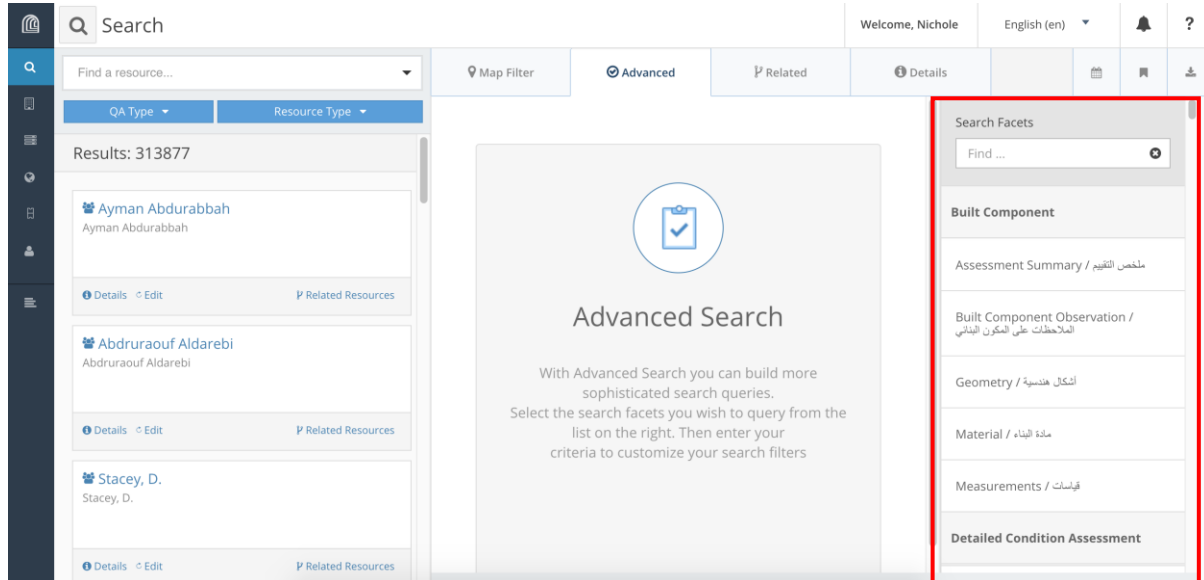 Search
Welcome, Nichole
English (en)
?
Find a resource...
Map Filter
Advanced
Related
Details
QA Type
Resource Type
Results: 313877
Ayman Abdurabbah
Ayman Abdurabbah
Details Edit Related Resources
Abdruraouf Aldarebi
Abdruraouf Aldarebi
Details Edit Related Resources
Stacey, D.
Stacey, D.
Details Edit Related Resources
Advanced Search
With Advanced Search you can build more
sophisticated search queries.
Select the search facets you wish to query from the
list on the right. Then enter your
criteria to customize your search filters
Search Facets
Find ...
Built Component
Assessment Summary / ملخص التقييم
Built Component Observation /
الملاحظات على المكون البنائي
Geometry / أشكال هندسية
Material / مادة البناء
Measurements / قياسات
Detailed Condition Assessment